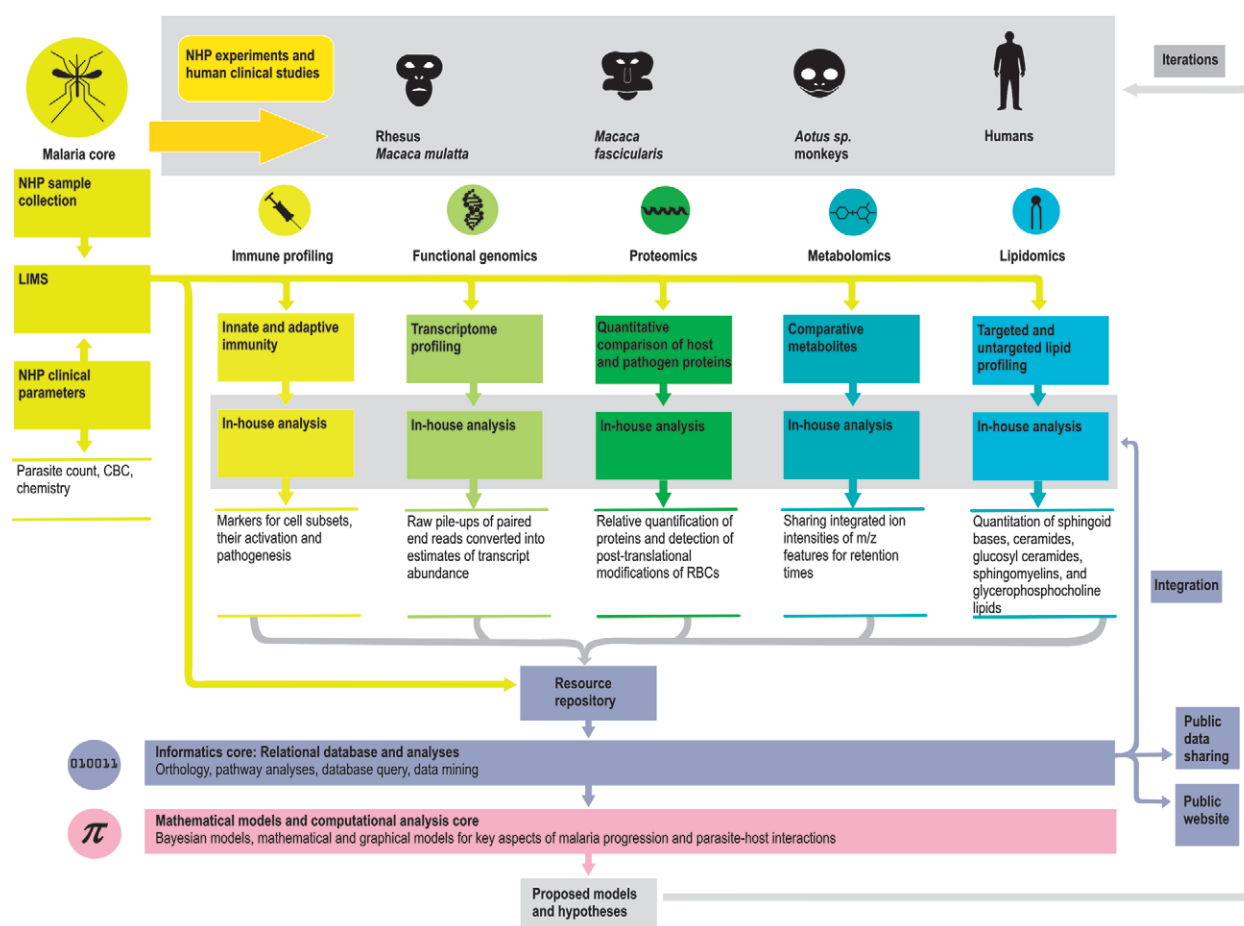 NHP experiments and
human clinical studies
Iterations
Malaria core
Rhesus
Macaca mulatta
Macaca
fascicularis
Aotus sp.
monkeys
Humans
NHP sample
collection
LIMS
NHP clinical
parameters
Parasite count, CBC,
chemistry
Immune profiling
Functional genomics
Proteomics
Metabolomics
Lipidomics
Innate and adaptive
immunity
Transcriptome
profiling
Quantitative
comparison of host
and pathogen proteins
Comparative
metabolites
Targeted and
untargeted lipid
profiling
In-house analysis
In-house analysis
In-house analysis
In-house analysis
In-house analysis
Markers for cell subsets,
their activation and
pathogenesis
Raw pile-ups of paired
end reads converted into
estimates of transcript
abundance
Relative quantification of
proteins and detection of
post-translational
modifications of RBCs
Sharing integrated ion
intensities of m/z
features for retention
times
Quantitation of sphingoid
bases, ceramides,
glucosyl ceramides,
sphingomyelins, and
glycerophosphocholine
lipids
Integration
Resource
repository
Public
data
sharing
010011
Informatics core: Relational database and analyses
Orthology, pathway analyses, database query, data mining
Public
website
π
Mathematical models and computational analysis core
Bayesian models, mathematical and graphical models for key aspects of malaria progression and parasite-host interactions
Proposed models
and hypotheses